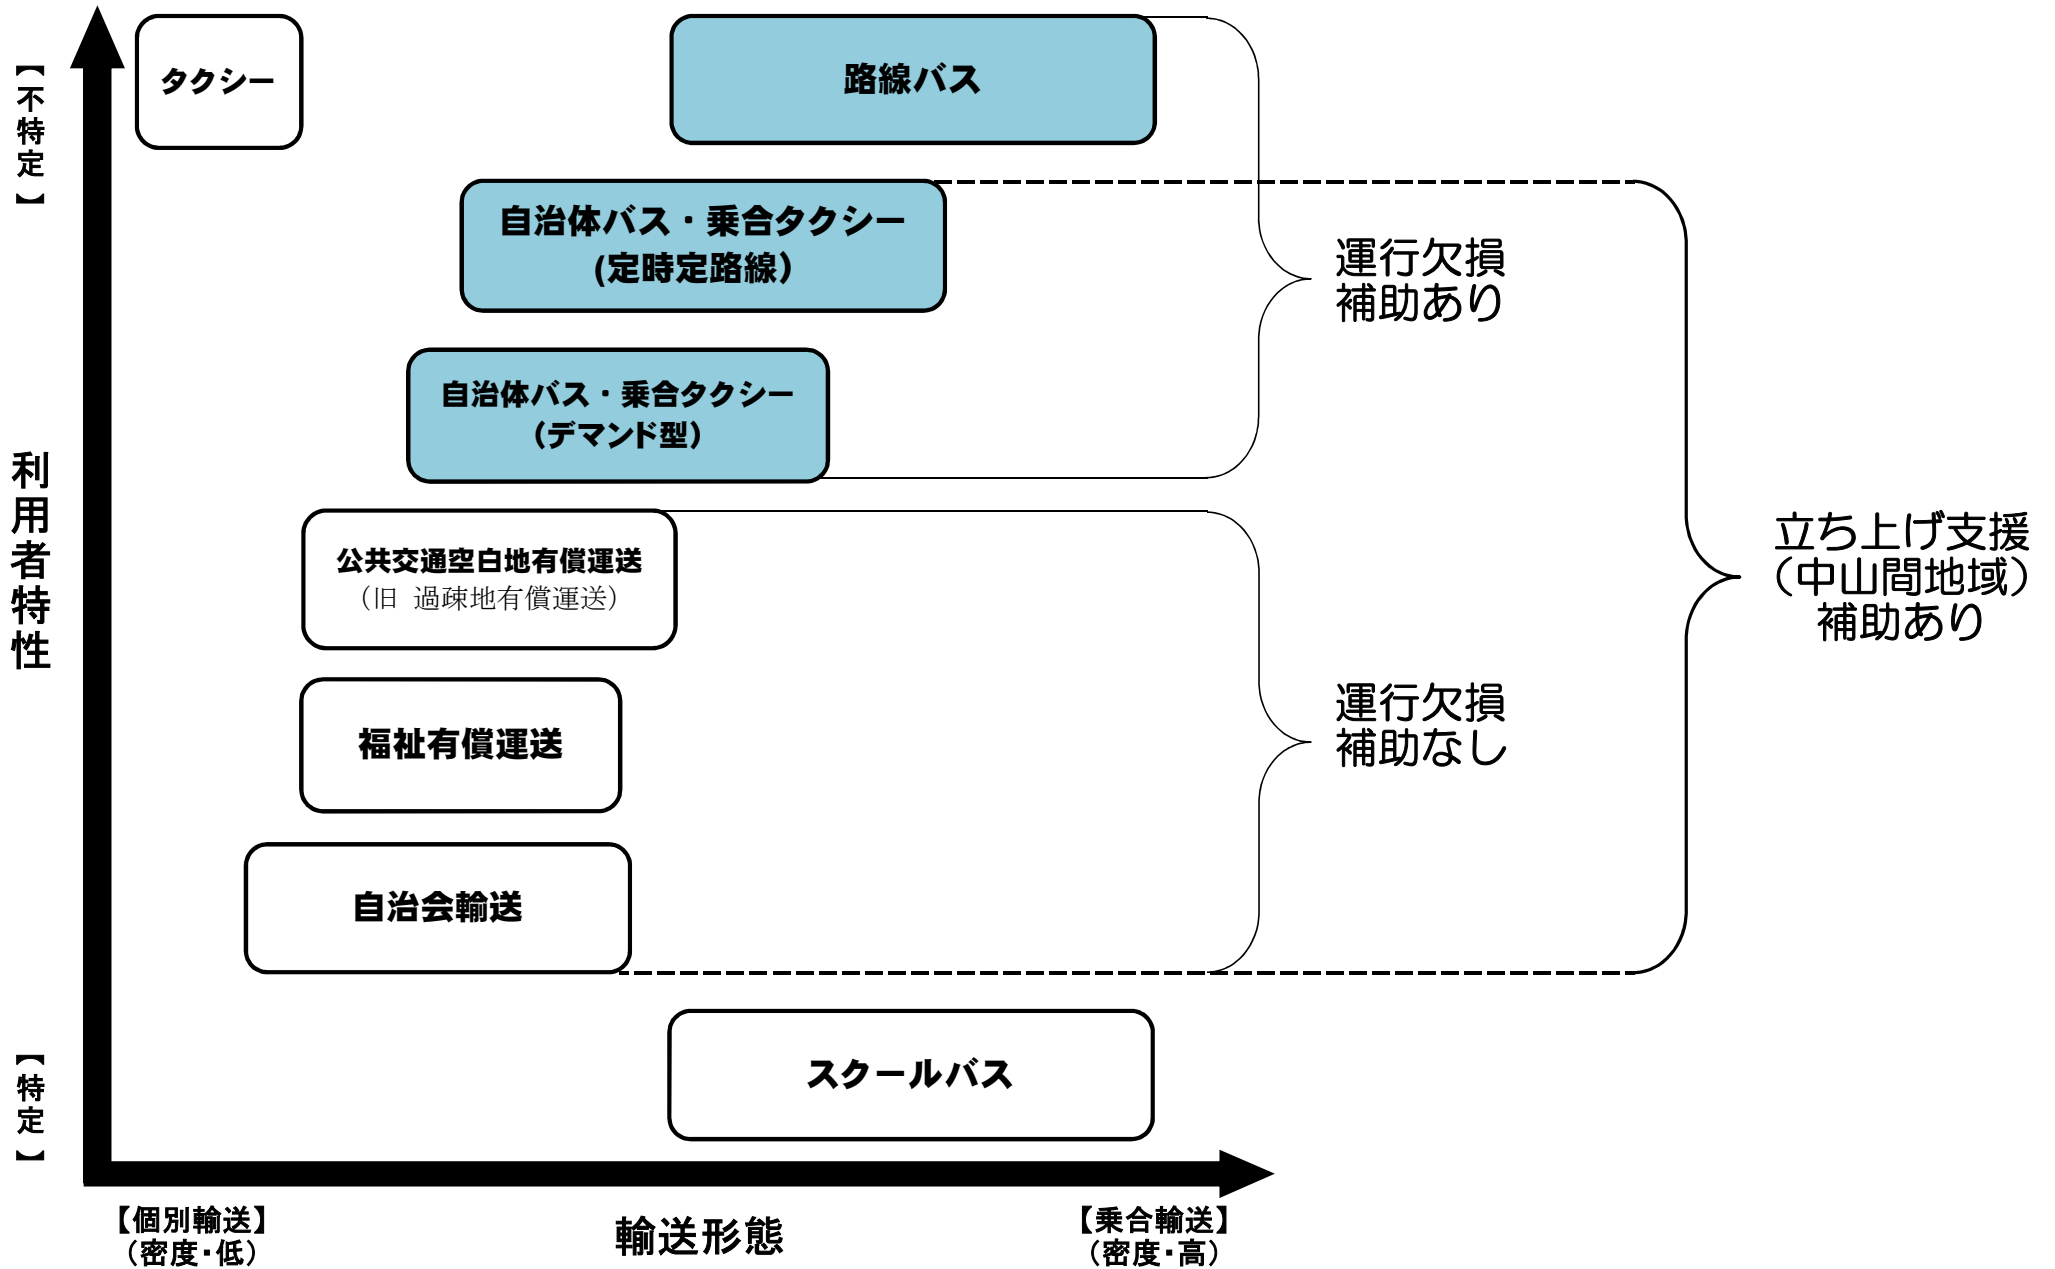 【不特定】
利用者特性
【特定】
タクシー
路線バス
自治体バス・乗合タクシー
(定時定路線)
自治体バス・乗合タクシー
(デマンド型)
公共交通空白地有償運送
(旧 過疎地有償運送)
福祉有償運送
自治会輸送
スクールバス
運行欠損
補助あり
運行欠損
補助なし
立ち上げ支援
(中山間地域)
補助あり
【個別輸送】
(密度・低)
輸送形態
【乗合輸送】
(密度・高)